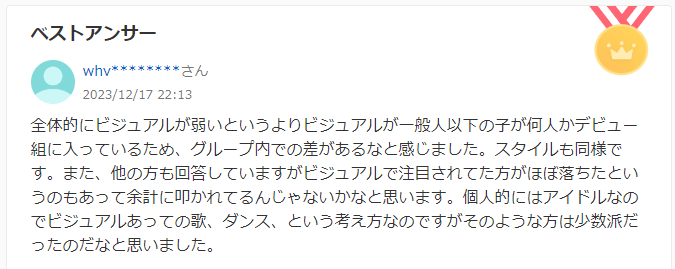 ベストアンサー
whv********さん
2023/12/17 22:13
全体的にビジュアルが弱いというよりビジュアルが一般人以下の子が何人かデビュー
組に入っているため、グループ内での差があるなと感じました。スタイルも同様で
す。また、他の方も回答していますがビジュアルで注目されてた方がほぼ落ちたとい
うのもあって余計に叩かれてるんじゃないかなと思います。個人的にはアイドルなの
でビジュアルあっての歌、ダンス、という考え方なのですがそのような方は少数派だ
ったのだなと思いました。